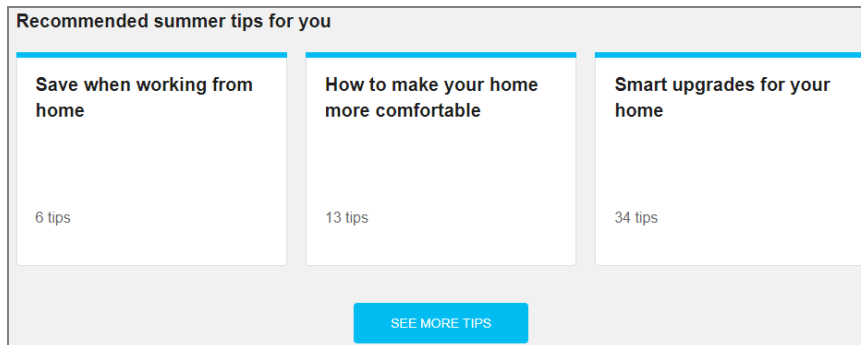 Recommended summer tips for you
Save when working from
home
6 tips
How to make your home
more comfortable
13 tips
Smart upgrades for your
home
34 tips
SEE MORE TIPS